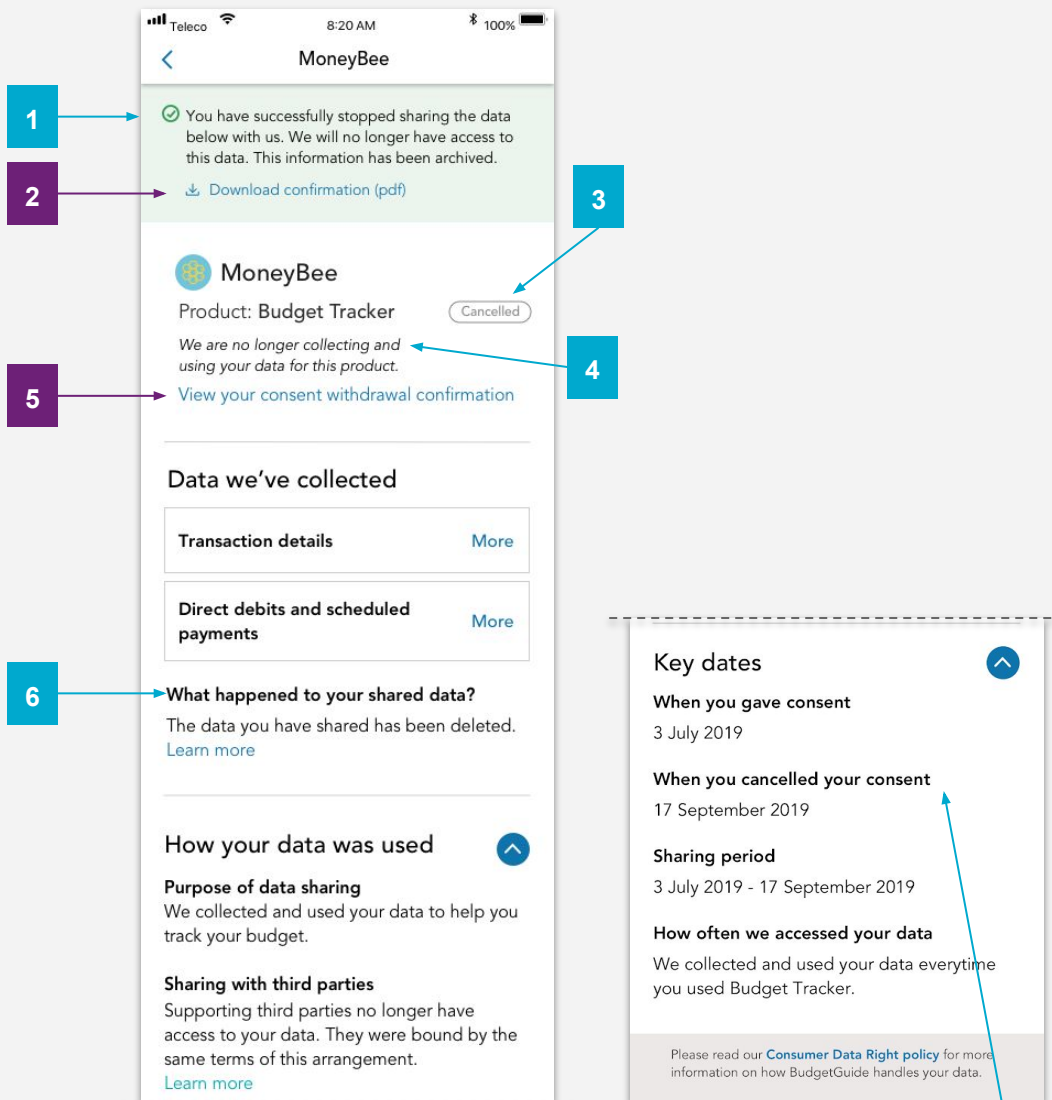 Teleco
8:20 AM
100%
MoneyBee
1
You have successfully stopped sharing the data
below with us. We will no longer have access to
this data. This information has been archived.
2
Download confirmation (pdf)
3
MoneyBee
Product: Budget Tracker
Cancelled
We are no longer collecting and
using your data for this product.
4
5
View your consent withdrawal confirmation
Data we’ve collected
Transaction details
More
Direct debits and scheduled
payments
More
6
What happened to your shared data?
The data you have shared has been deleted.
Learn more
How your data was used
Purpose of data sharing
We collected and used your data to help you
track your budget.
Sharing with third parties
Supporting third parties no longer have
access to your data. They were bound by the
same terms of this arrangement.
Learn more
Key dates
When you gave consent
3 July 2019
When you cancelled your consent
17 September 2019
Sharing period
3 July 2019 - 17 September 2019
How often we accessed your data
We collected and used your data everytime
you used Budget Tracker.
Please read our Consumer Data Right policy for more
information on how BudgetGuide handles your data.